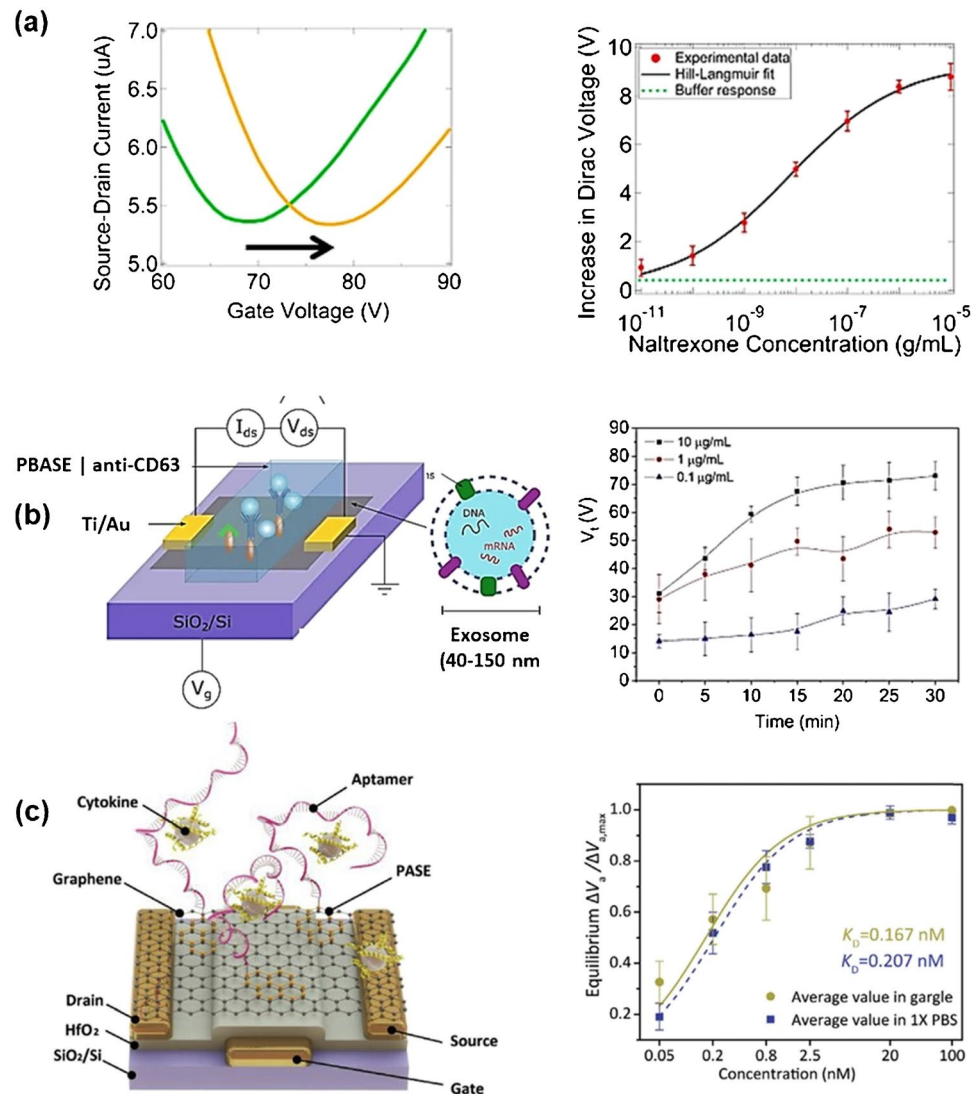 (a)
7.0
6.5
6.0
5.5
5.0
Source-Drain Current (uA)
60
70
80
90
Gate Voltage (V)
10
8
6
4
2
0
Increase in Dirac Voltage (V)
Experimental data
Hill-Langmuir fit
Buffer response
10-11
10-9
10-7
10-5
Naltrexone Concentration (g/mL)
(b)
Ids
Vds
PBASE | anti-CD63
Ti/Au
SiO2/Si
Vg
ns
DNA
mRNA
Exosome
(40-150 nm
90
80
70
60
50
40
30
20
10
0
Vt (V)
10 μg/mL
1 μg/mL
0.1 μg/mL
0
5
10
15
20
25
30
Time (min)
(c)
Cytokine
Aptamer
Graphene
PASE
Drain
HfO2
SiO2/Si
Source
Gate
1.0
0.8
0.6
0.4
0.2
Equilibrium ΔVa/ΔVa,max
KD=0.167 nM
KD=0.207 nM
Average value in gargle
Average value in 1X PBS
0.05
0.2
0.8
2.5
20
100
Concentration (nM)